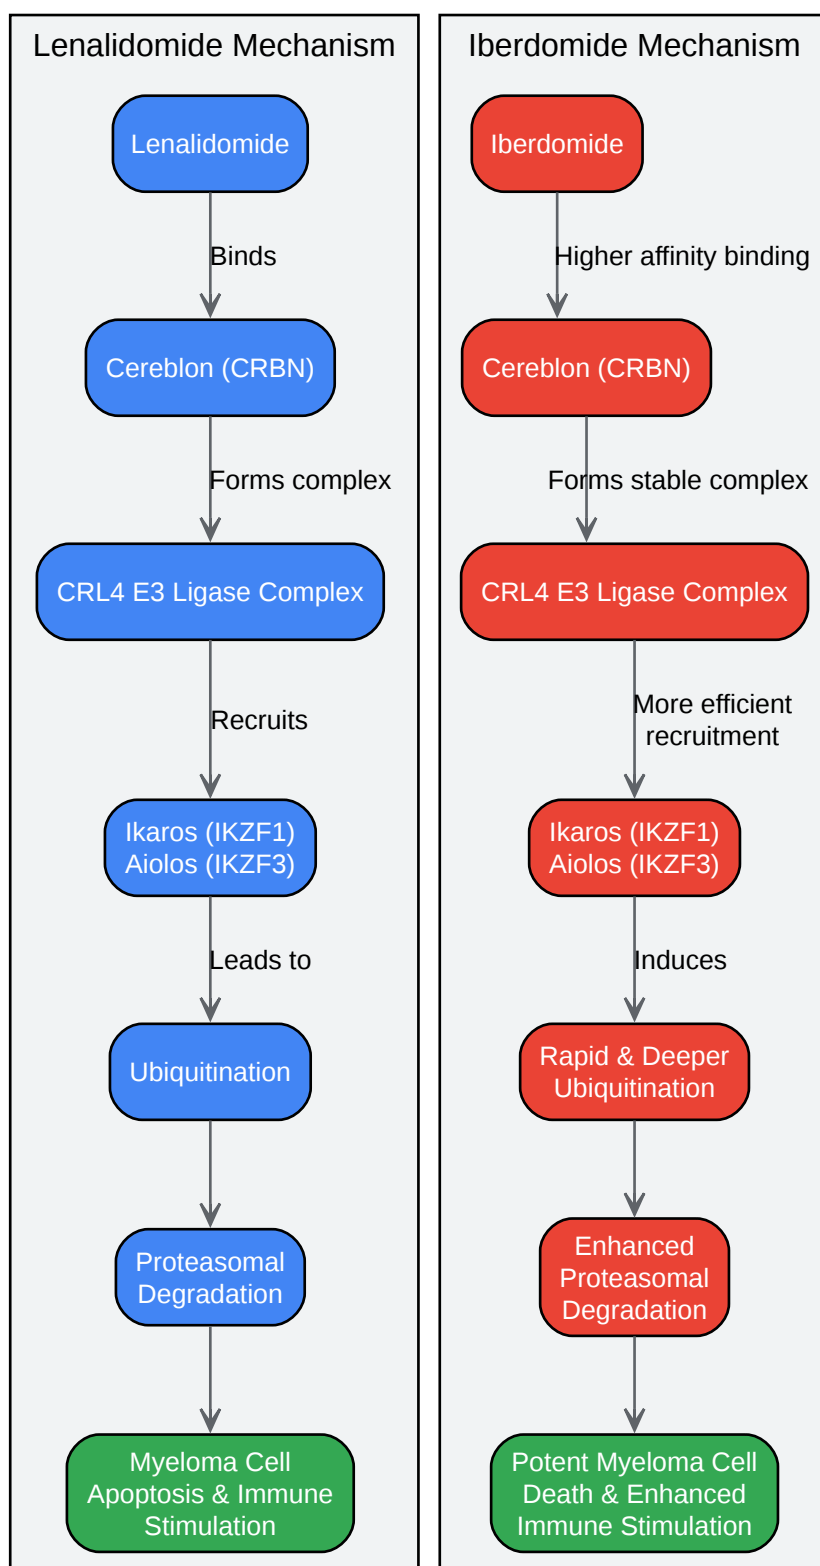 Lenalidomide Mechanism
Lenalidomide
Binds
Cereblon (CRBN)
Forms complex
CRL4 E3 Ligase Complex
Recruits
Ikaros (IKZF1)
Aiolos (IKZF3)
Leads to
Ubiquitination
Proteasomal
Degradation
Myeloma Cell
Apoptosis & Immune
Stimulation
Iberdomide Mechanism
Iberdomide
Higher affinity binding
Cereblon (CRBN)
Forms stable complex
CRL4 E3 Ligase Complex
More efficient
recruitment
Ikaros (IKZF1)
Aiolos (IKZF3)
Induces
Rapid & Deeper
Ubiquitination
Enhanced
Proteasomal
Degradation
Potent Myeloma Cell
Death & Enhanced
Immune Stimulation